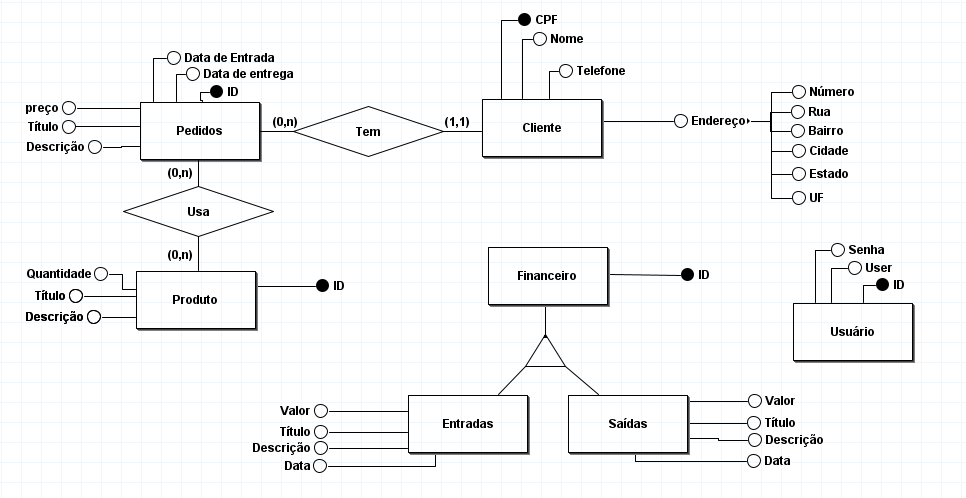 CPF
Nome
Telefone
Data de Entrada
Data de entrega
ID
preço
Título
Descrição
Pedidos
(0,n)
Tem
(1,1)
Cliente
Endereço
Número
Rua
Bairro
Cidade
Estado
UF
(0,n)
Usa
(0,n)
Quantidade
Título
Descrição
Produto
ID
Financeiro
ID
Senha
User
ID
Usuário
Valor
Título
Descrição
Data
Entradas
Saídas
Valor
Título
Descrição
Data